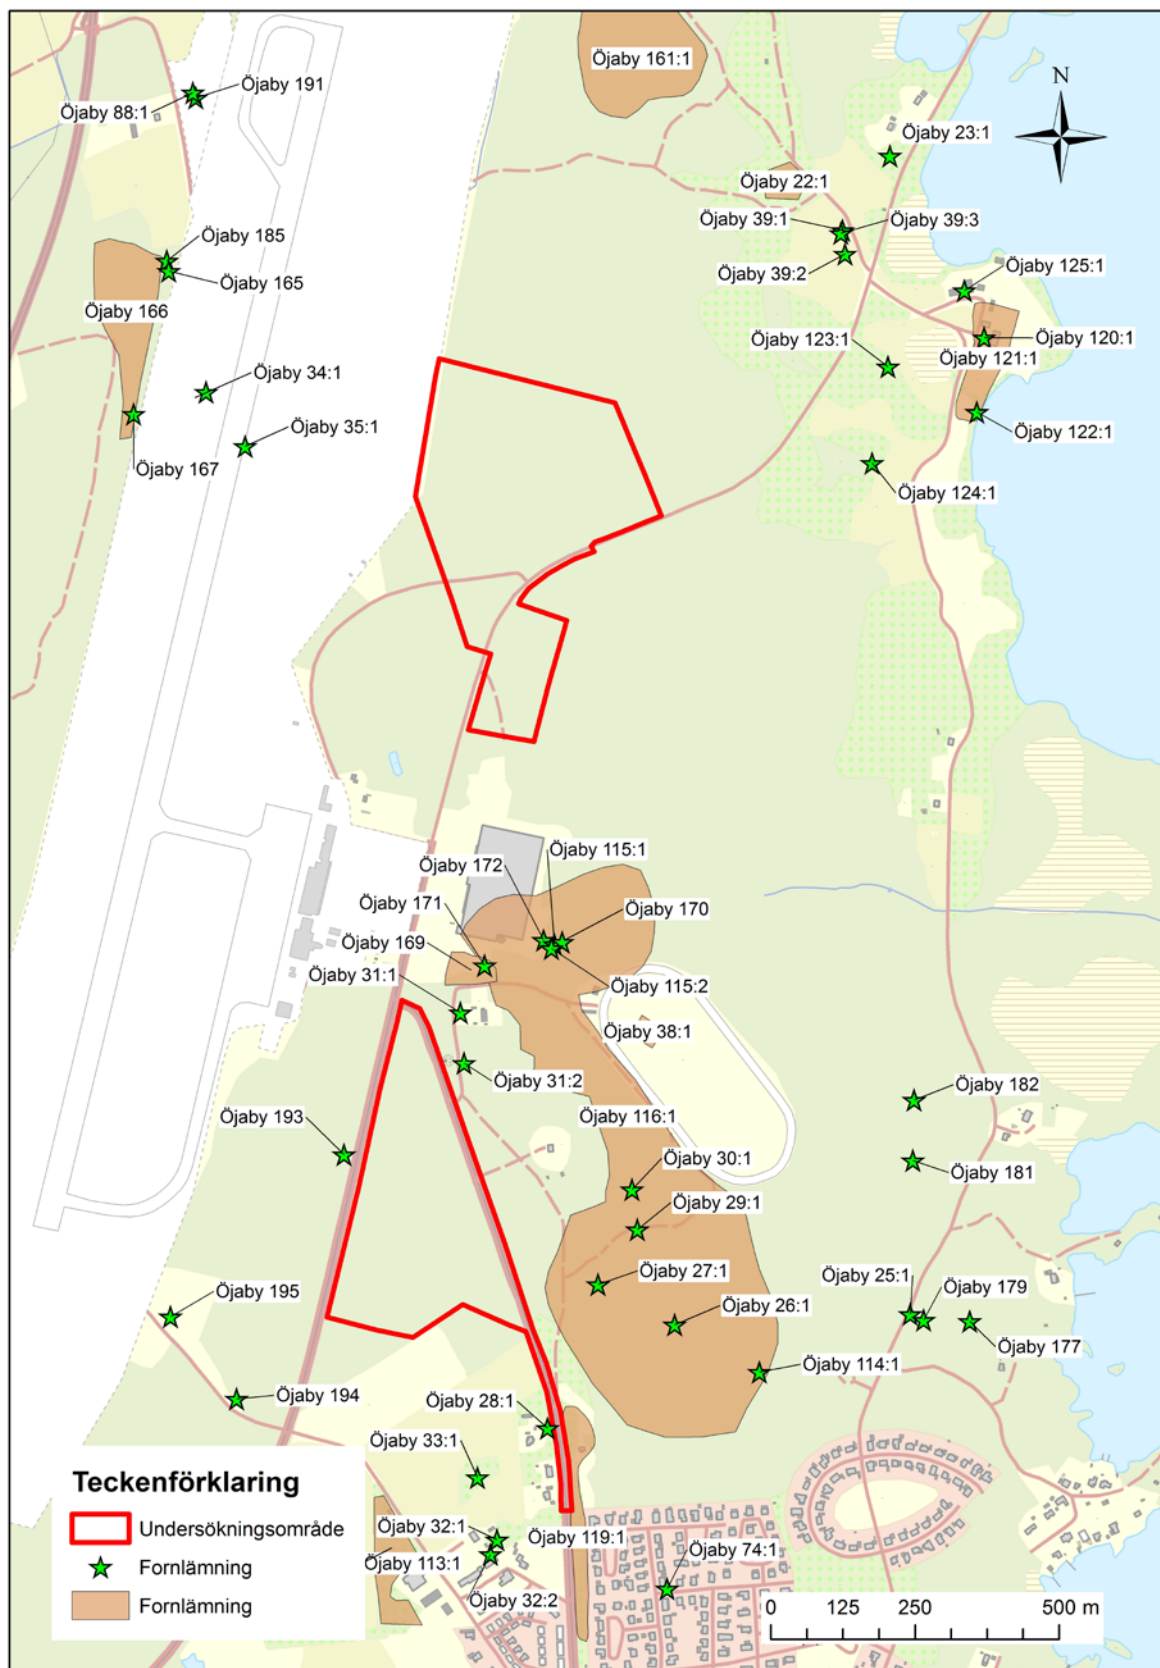 Öjaby 161:1
Öjaby 191
Öjaby 88:1
N
Öjaby 23:1
Öjaby 22:1
Öjaby 39:1
Öjaby 39:3
Öjaby 185
Öjaby 39:2
Öjaby 125:1
Öjaby 165
Öjaby 166
Öjaby 123:1
Öjaby 120:1
Öjaby 121:1
Öjaby 34:1
Öjaby 35:1
Öjaby 122:1
Öjaby 167
Öjaby 124:1
Öjaby 115:1
Öjaby 172
Öjaby 171
Öjaby 170
Öjaby 169
Öjaby 31:1
Öjaby 115:2
Öjaby 38:1
Öjaby 31:2
Öjaby 182
Öjaby 193
Öjaby 116:1
Öjaby 30:1
Öjaby 181
Öjaby 29:1
Öjaby 27:1
Öjaby 25:1
Öjaby 179
Öjaby 195
Öjaby 26:1
Öjaby 177
Öjaby 114:1
Öjaby 194
Öjaby 28:1
Öjaby 33:1
Öjaby 32:1
Öjaby 119:1
Öjaby 113:1
Öjaby 74:1
Öjaby 32:2
Teckenförklaring
Undersökningsområde
Fornlämning
Fornlämning
0 125 250 500 m